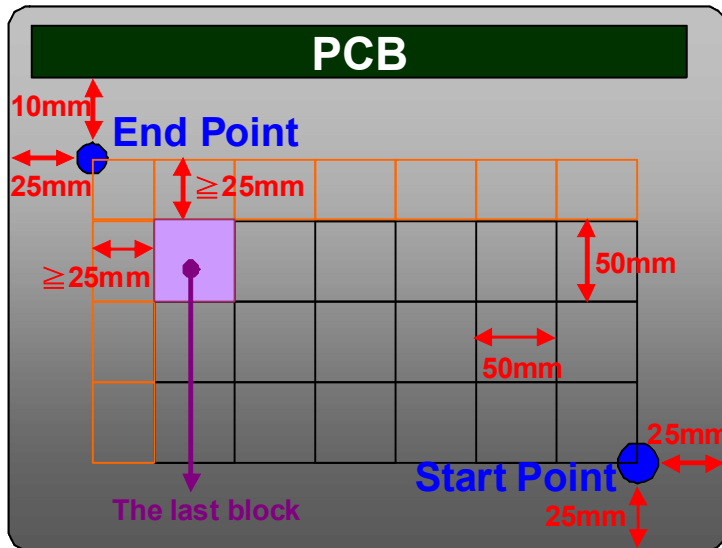 PCB
10mm
End Point
25mm
≧25mm
≧25mm
50mm
50mm
25mm
Start Point
The last block
25mm